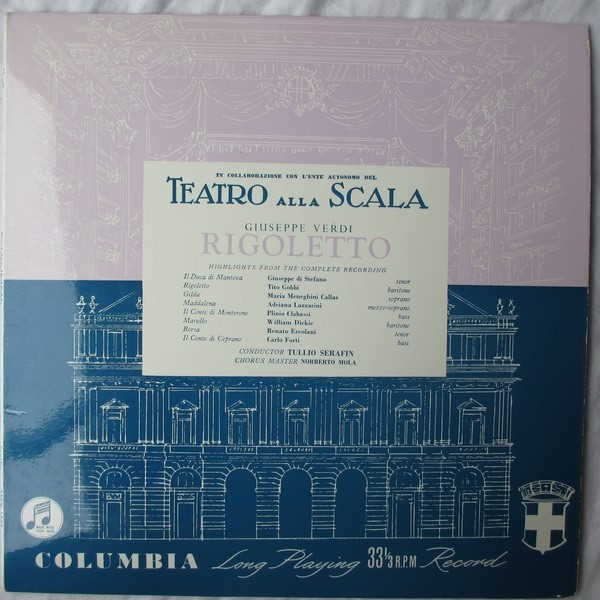 IN COLLABORAZIONE CON L'ENTE AUTONOMO DEL
TEATRO ALLA SCALA
GIUSEPPE VERDI
RIGOLETTO
HIGHLIGHTS FROM THE COMPLETE RECORDING
Il Duca di Mantova Giuseppe di Stefano tenor
Rigoletto Tito Gobbi baritone
Gilda Maria Meneghini Callas soprano
Maddalena Adriana Lazzarini mezzo-soprano
Il Conte di Monterone Plinio Clabassi bass
Marullo William Dickie baritone
Borsa Renato Ercolani tenor
Il Conte di Ceprano Carlo Forti bass
CONDUCTOR TULLIO SERAFIN
CHORUS MASTER NORBERTO MOLA
COLUMBIA Long Playing 33⅓ R.P.M Record